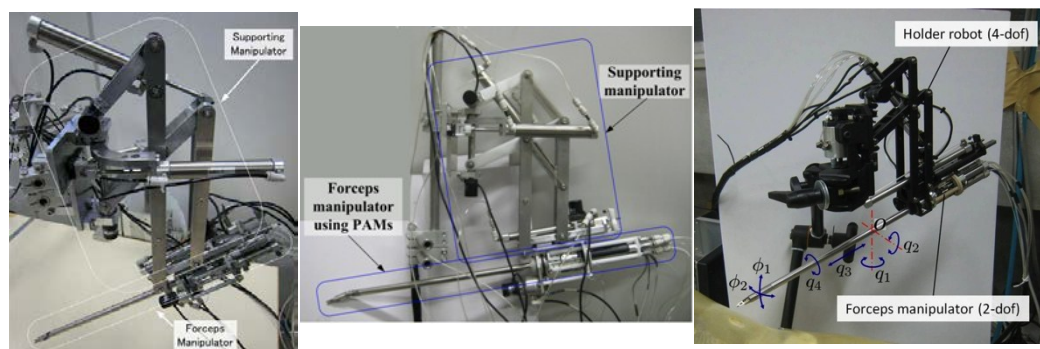 Supporting
Manipulator
Forceps
Manipulator
Supporting
manipulator
Forceps
manipulator
using PAMs
Holder robot (4-dof)
O
q2
q1
q3
q4
ϕ1
ϕ2
Forceps manipulator (2-dof)